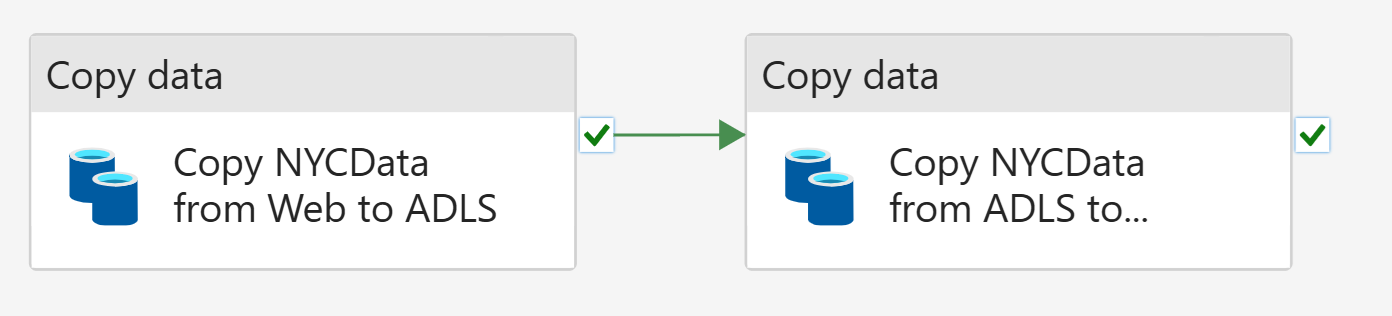 Copy data
Copy NYCData
from Web to ADLS
Copy data
Copy NYCData
from ADLS to...